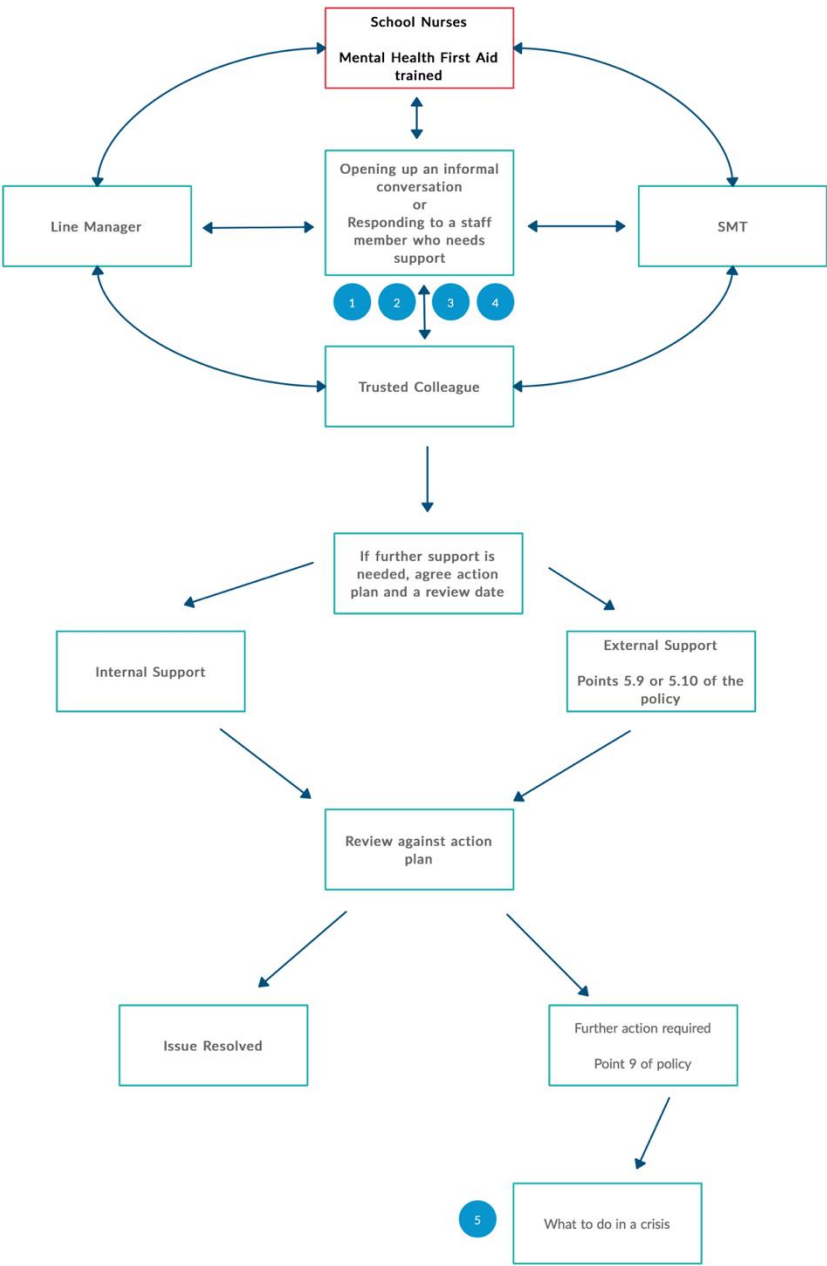 School Nurses
Mental Health First Aid
trained
Opening up an informal
conversation
or
Responding to a staff
member who needs
support
Line Manager
SMT
1
2
3
4
Trusted Colleague
If further support is
needed, agree action
plan and a review date
Internal Support
External Support
Points 5.9 or 5.10 of the
policy
Review against action
plan
Issue Resolved
Further action required
Point 9 of policy
5
What to do in a crisis